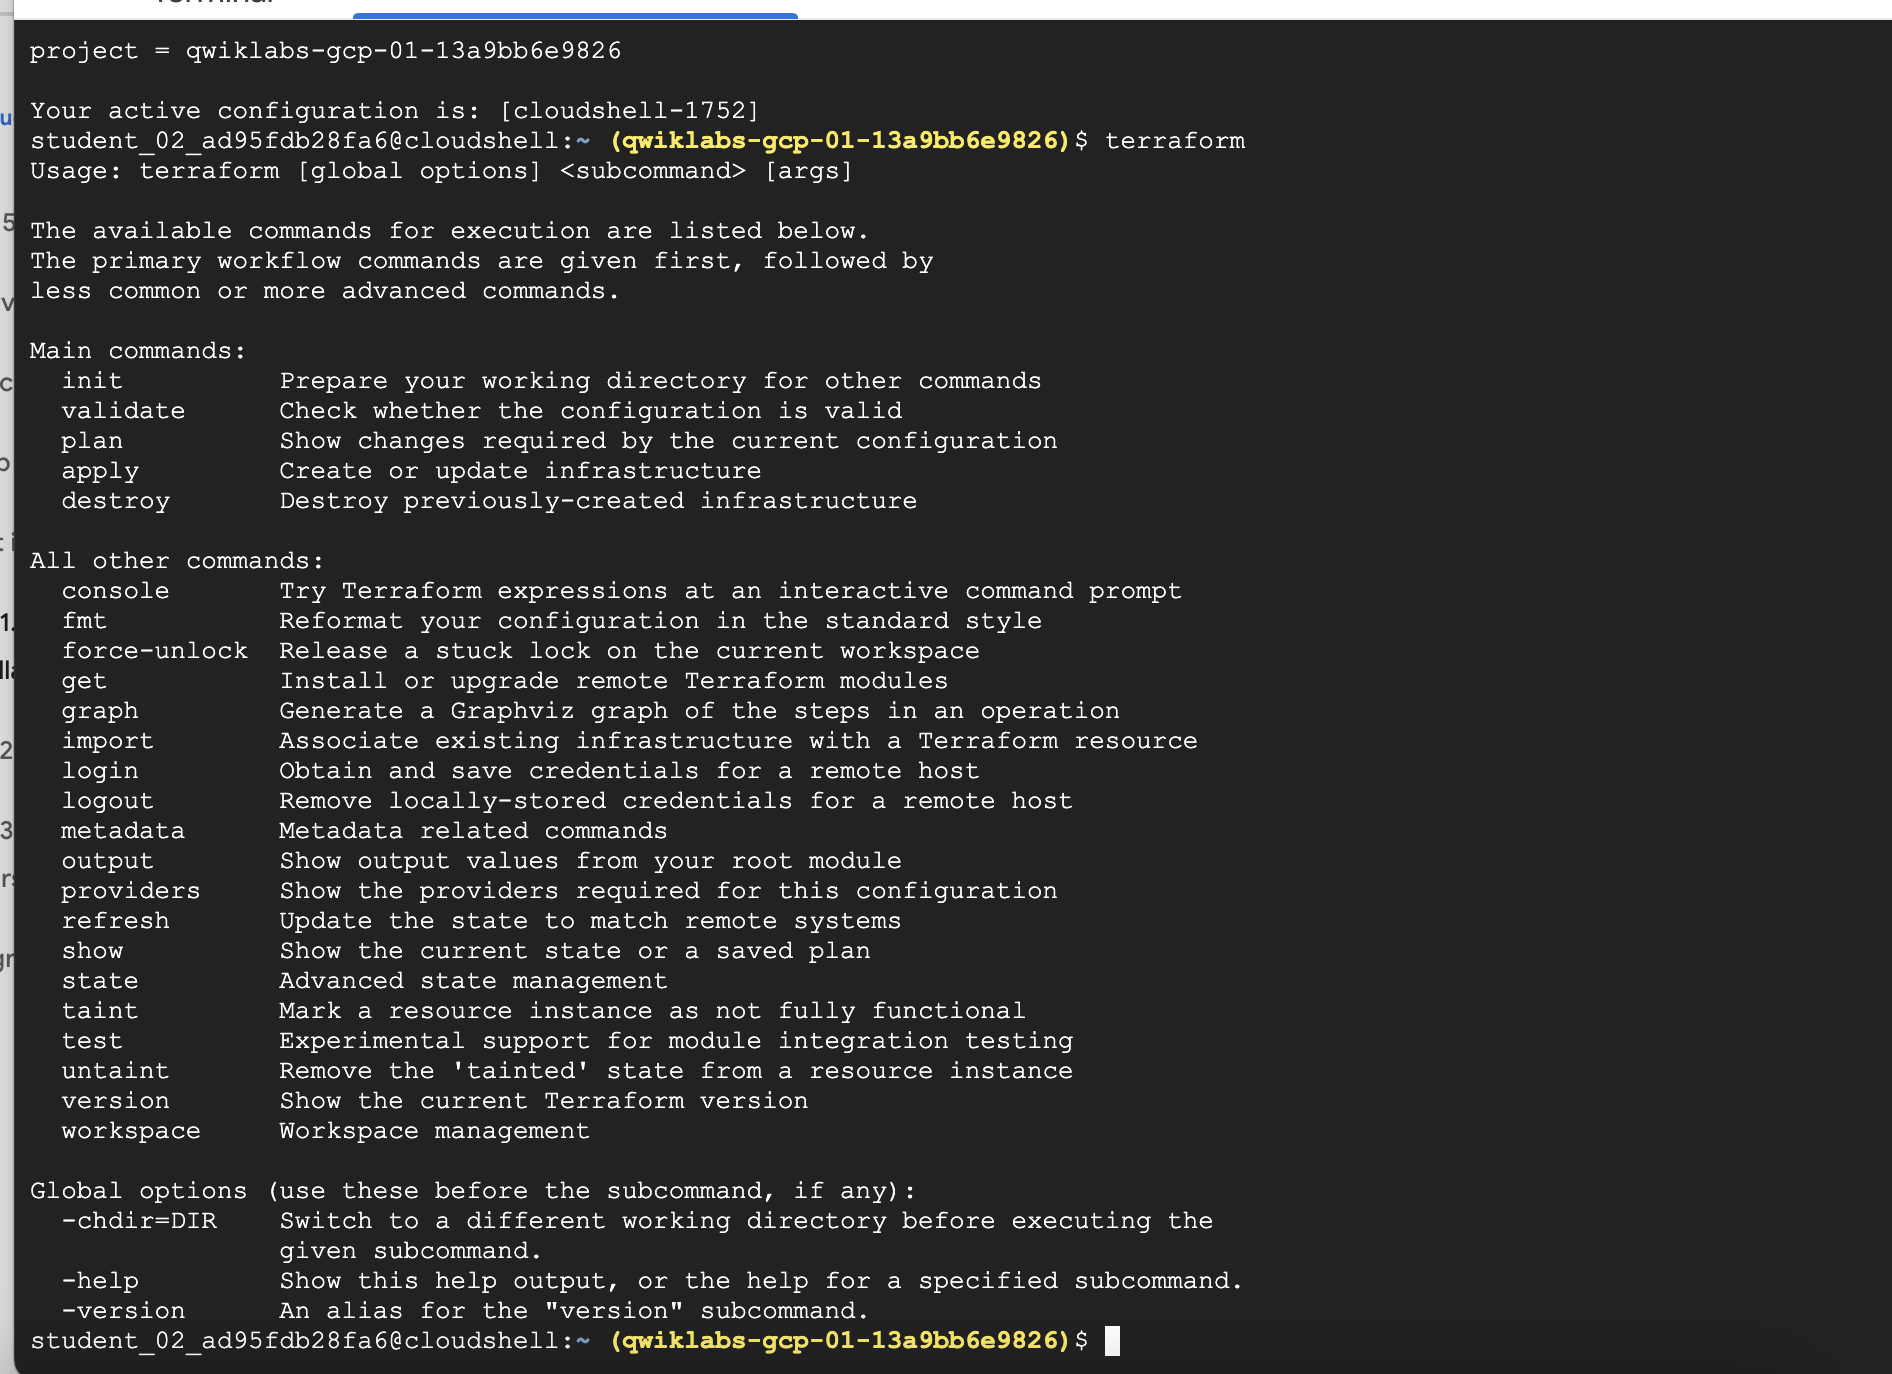 project = qwiklabs-gcp-01-13a9bb6e9826
Your active configuration is: [cloudshell-1752]
student_02_ad95fdb28fa6@cloudshell:~ (qwiklabs-gcp-01-13a9bb6e9826)$ terraform
Usage: terraform [global options] <subcommand> [args]
The available commands for execution are listed below.
The primary workflow commands are given first, followed by
less common or more advanced commands.
Main commands:
  init          Prepare your working directory for other commands
  validate      Check whether the configuration is valid
  plan          Show changes required by the current configuration
  apply         Create or update infrastructure
  destroy       Destroy previously-created infrastructure
All other commands:
  console       Try Terraform expressions at an interactive command prompt
  fmt           Reformat your configuration in the standard style
  force-unlock  Release a stuck lock on the current workspace
  get           Install or upgrade remote Terraform modules
  graph         Generate a Graphviz graph of the steps in an operation
  import        Associate existing infrastructure with a Terraform resource
  login         Obtain and save credentials for a remote host
  logout        Remove locally-stored credentials for a remote host
  metadata      Metadata related commands
  output        Show output values from your root module
  providers     Show the providers required for this configuration
  refresh       Update the state to match remote systems
  show          Show the current state or a saved plan
  state         Advanced state management
  taint         Mark a resource instance as not fully functional
  test          Experimental support for module integration testing
  untaint       Remove the 'tainted' state from a resource instance
  version       Show the current Terraform version
  workspace     Workspace management
Global options (use these before the subcommand, if any):
  -chdir=DIR    Switch to a different working directory before executing the
                given subcommand.
  -help         Show this help output, or the help for a specified subcommand.
  -version      An alias for the "version" subcommand.
student_02_ad95fdb28fa6@cloudshell:~ (qwiklabs-gcp-01-13a9bb6e9826)$